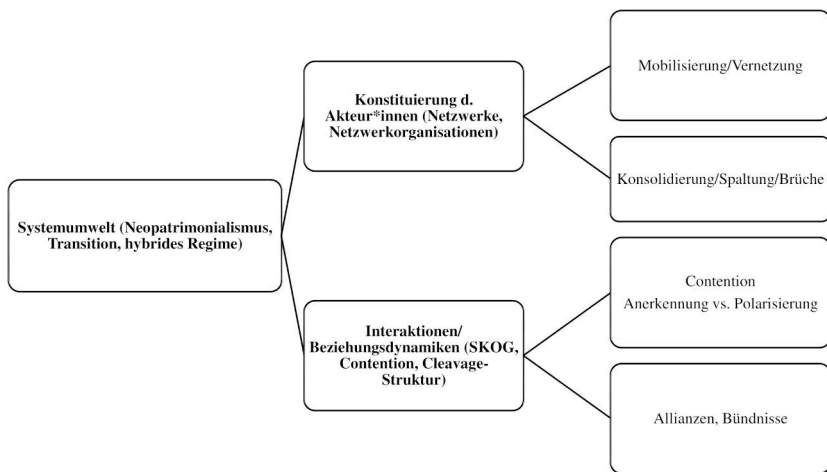 Systemumwelt (Neopatrimonialismus,
Transition, hybrides Regime)
Konstituierung d.
Akteur*innen (Netzwerke,
Netzwerkorganisationen)
Mobilisierung/Vernetzung
Konsolidierung/Spaltung/Brüche
Interaktionen/
Beziehungsdynamiken (SKOG,
Contention, Cleavage-
Struktur)
Contention
Anerkennung vs. Polarisierung
Allianzen, Bündnisse